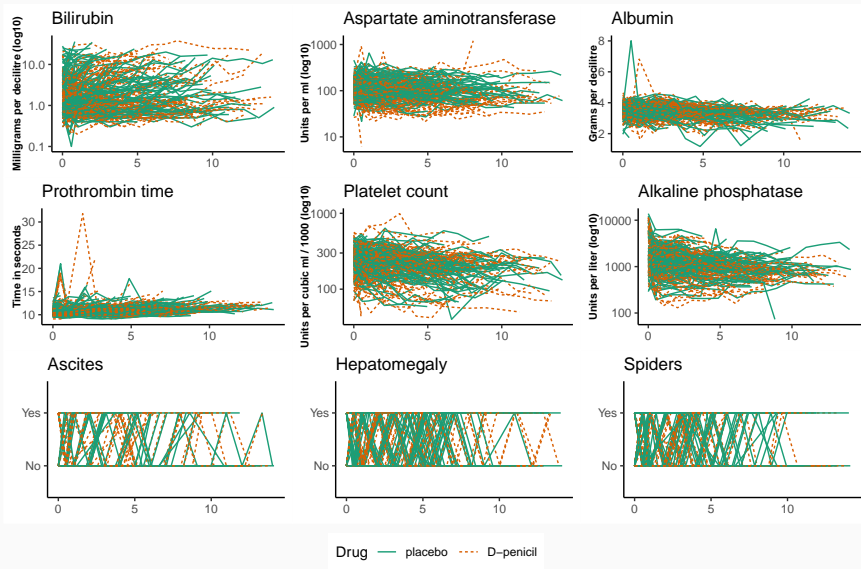 Bilirubin
Milligrams per decilitre (log10)
10.0
1.0
0.1
0 5 10
Aspartate aminotransferase
Units per ml (log10)
1000
100
10
0 5 10
Albumin
Grams per decilitre
8
6
4
2
0 5 10
Prothrombin time
Time in seconds
30
25
20
15
10
0 5 10
Platelet count
Units per cubic ml / 1000 (log10)
1000
300
100
0 5 10
Alkaline phosphatase
Units per liter (log10)
10000
1000
100
0 5 10
Ascites
Yes
No
0 5 10
Hepatomegaly
Yes
No
0 5 10
Spiders
Yes
No
0 5 10
Drug placebo D−penicil